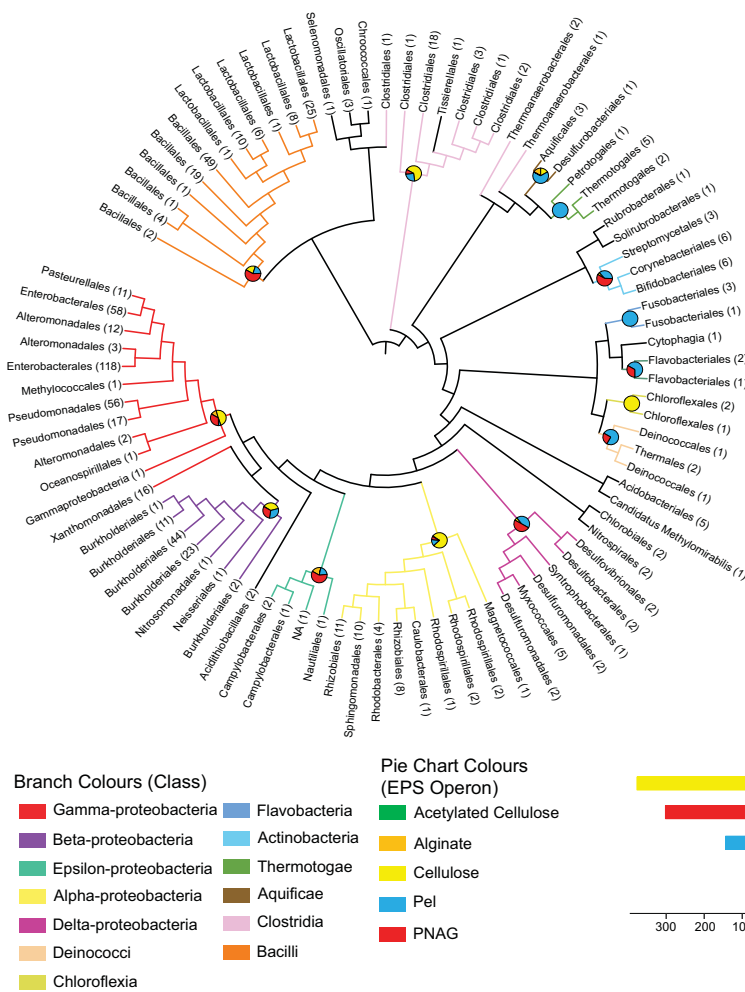 Pasteurellales (11)
Enterobacterales (58)
Alteromonadales (12)
Alteromonadales (3)
Enterobacterales (118)
Methylococcales (1)
Pseudomonadales (56)
Pseudomonadales (17)
Alteromonadales (2)
Oceanospirillales (1)
Gammaproteobacteria (1)
Xanthomonadales (16)
Burkholderiales (1)
Burkholderiales (11)
Burkholderiales (44)
Burkholderiales (23)
Nitrosomonadales (1)
Neisseriales (1)
Burkholderiales (2)
Acidithiobacillales (2)
Campylobacterales (2)
Campylobacterales (1)
NA (1)
Nautiliales (1)
Rhizobiales (11)
Sphingomonadales (10)
Rhodobacterales (4)
Rhizobiales (8)
Caulobacterales (1)
Rhodospirillales (1)
Rhodospirillales (2)
Rhodospirillales (2)
Magnetococcales (1)
Desulfuromonadales (2)
Myxococcales (5)
Desulfuromonadales (2)
Syntrophobacterales (1)
Desulfobacterales (2)
Desulfovibrionales (2)
Nitrospirales (2)
Chlorobiales (2)
Candidatus Methylomirabilis (1)
Acidobacteriales (5)
Deinococcales (1)
Thermales (2)
Deinococcales (1)
Chloroflexales (1)
Chloroflexales (2)
Flavobacteriales (1)
Flavobacteriales (2)
Cytophagia (1)
Fusobacteriales (1)
Fusobacteriales (3)
Bifidobacteriales (6)
Corynebacteriales (6)
Streptomycetales (3)
Solirubrobacterales (1)
Rubrobacterales (1)
Thermotogales (2)
Thermotogales (5)
Petrotogales (1)
Desulfurobacteriales (1)
Aquificales (3)
Thermoanaerobacterales (1)
Thermoanaerobacterales (2)
Clostridiales (2)
Clostridiales (1)
Clostridiales (3)
Tissierellales (1)
Clostridiales (18)
Clostridiales (1)
Clostridiales (1)
Chroococcales (1)
Oscillatoriales (3)
Selenomonadales (1)
Lactobacillales (25)
Lactobacillales (8)
Lactobacillales (1)
Lactobacillales (6)
Lactobacillales (10)
Lactobacillales (1)
Bacillales (49)
Bacillales (19)
Bacillales (1)
Bacillales (1)
Bacillales (4)
Bacillales (2)
Branch Colours (Class)
Gamma-proteobacteria
Beta-proteobacteria
Epsilon-proteobacteria
Alpha-proteobacteria
Delta-proteobacteria
Deinococci
Chloroflexia
Flavobacteria
Actinobacteria
Thermotogae
Aquificae
Clostridia
Bacilli
Pie Chart Colours
(EPS Operon)
Acetylated Cellulose
Alginate
Cellulose
Pel
PNAG
300 200